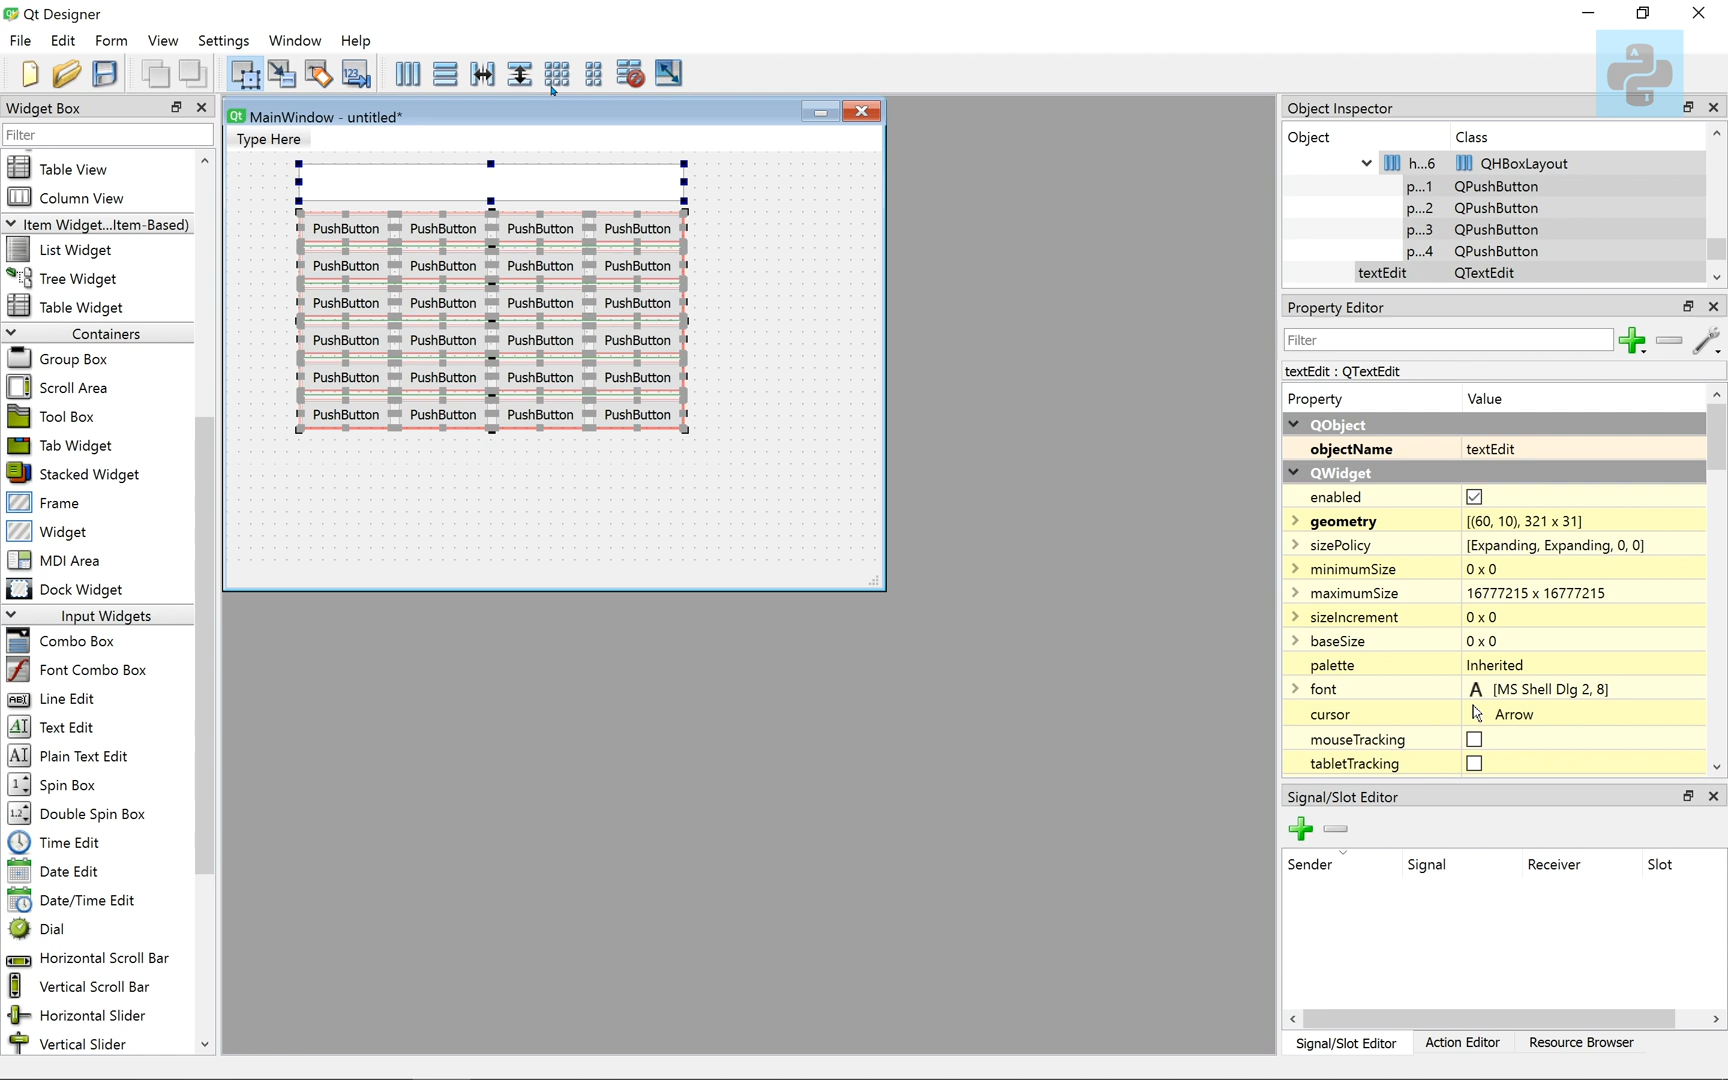 Qt Designer
File Edit Form View Settings Window Help
Widget Box
Filter
Table View
Column View
Item Widget...Item-Based)
List Widget
Tree Widget
Table Widget
Containers
Group Box
Scroll Area
Tool Box
Tab Widget
Stacked Widget
Frame
Widget
MDI Area
Dock Widget
Input Widgets
Combo Box
Font Combo Box
Line Edit
Text Edit
Plain Text Edit
Spin Box
Double Spin Box
Time Edit
Date Edit
Date/Time Edit
Dial
Horizontal Scroll Bar
Vertical Scroll Bar
Horizontal Slider
Vertical Slider
MainWindow - untitled*
Type Here
PushButton PushButton PushButton PushButton
PushButton PushButton PushButton PushButton
PushButton PushButton PushButton PushButton
PushButton PushButton PushButton PushButton
PushButton PushButton PushButton PushButton
PushButton PushButton PushButton PushButton
Object Inspector
Object Class
h...6 QHBoxLayout
p...1 QPushButton
p...2 QPushButton
p...3 QPushButton
p...4 QPushButton
textEdit QTextEdit
Property Editor
Filter
textEdit : QTextEdit
Property Value
QObject
objectName textEdit
QWidget
enabled
geometry [(60, 10), 321 x 31]
sizePolicy [Expanding, Expanding, 0, 0]
minimumSize 0 x 0
maximumSize 16777215 x 16777215
sizeIncrement 0 x 0
baseSize 0 x 0
palette Inherited
font A [MS Shell Dlg 2, 8]
cursor Arrow
mouseTracking
tabletTracking
Signal/Slot Editor
Sender Signal Receiver Slot
Signal/Slot Editor Action Editor Resource Browser